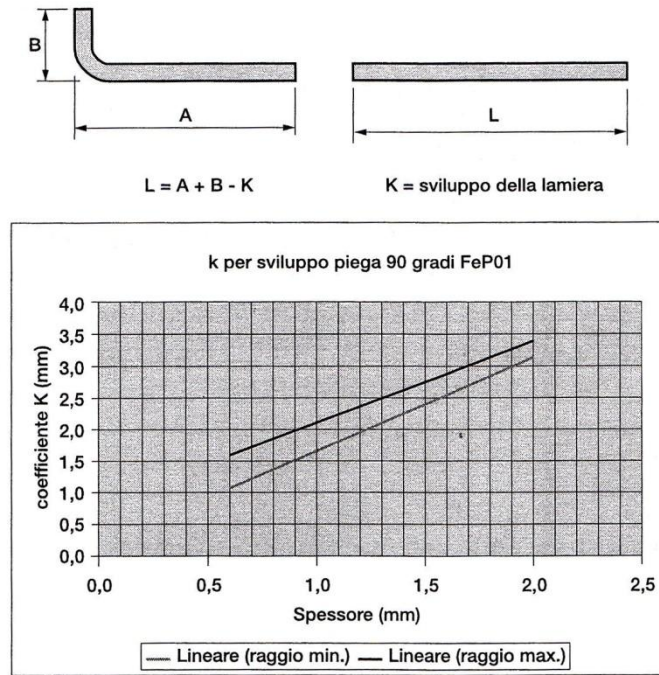 B
A
L
L = A + B - K
K = sviluppo della lamiera
k per sviluppo piega 90 gradi FeP01
coefficiente K (mm)
4,0
3,5
3,0
2,5
2,0
1,5
1,0
0,5
0,0
0,0 0,5 1,0 1,5 2,0 2,5
Spessore (mm)
Lineare (raggio min.) Lineare (raggio max.)